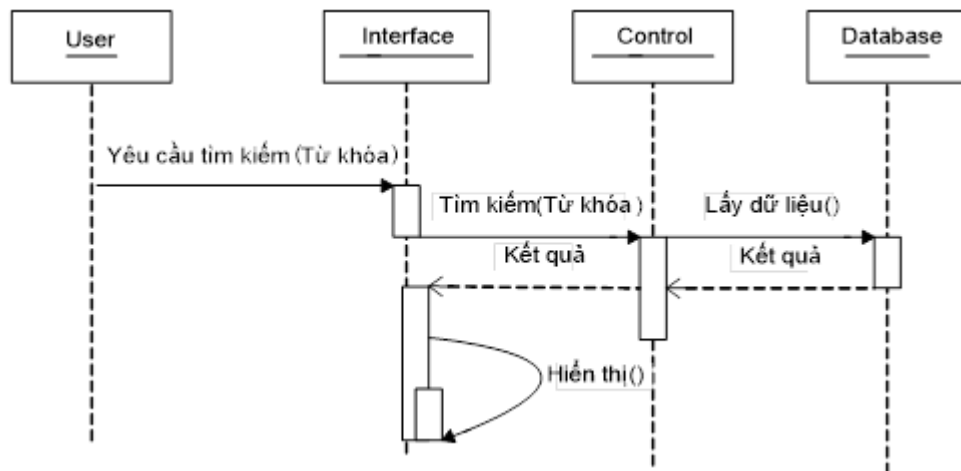 User
Interface
Control
Database
Yêu cầu tìm kiếm(Từ khóa)
Tìm kiếm(Từ khóa )
Lấy dữ liệu()
Kết quả
Kết quả
Hiển thị()